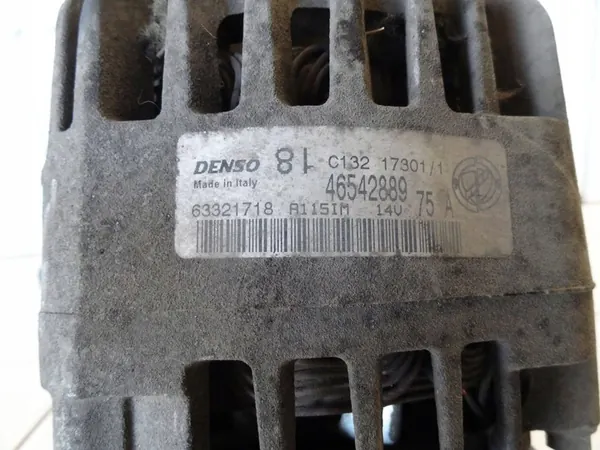 DENSO 81 C132 17301/1
Made in Italy 46542889
63321718 A115IM 14V 75 A